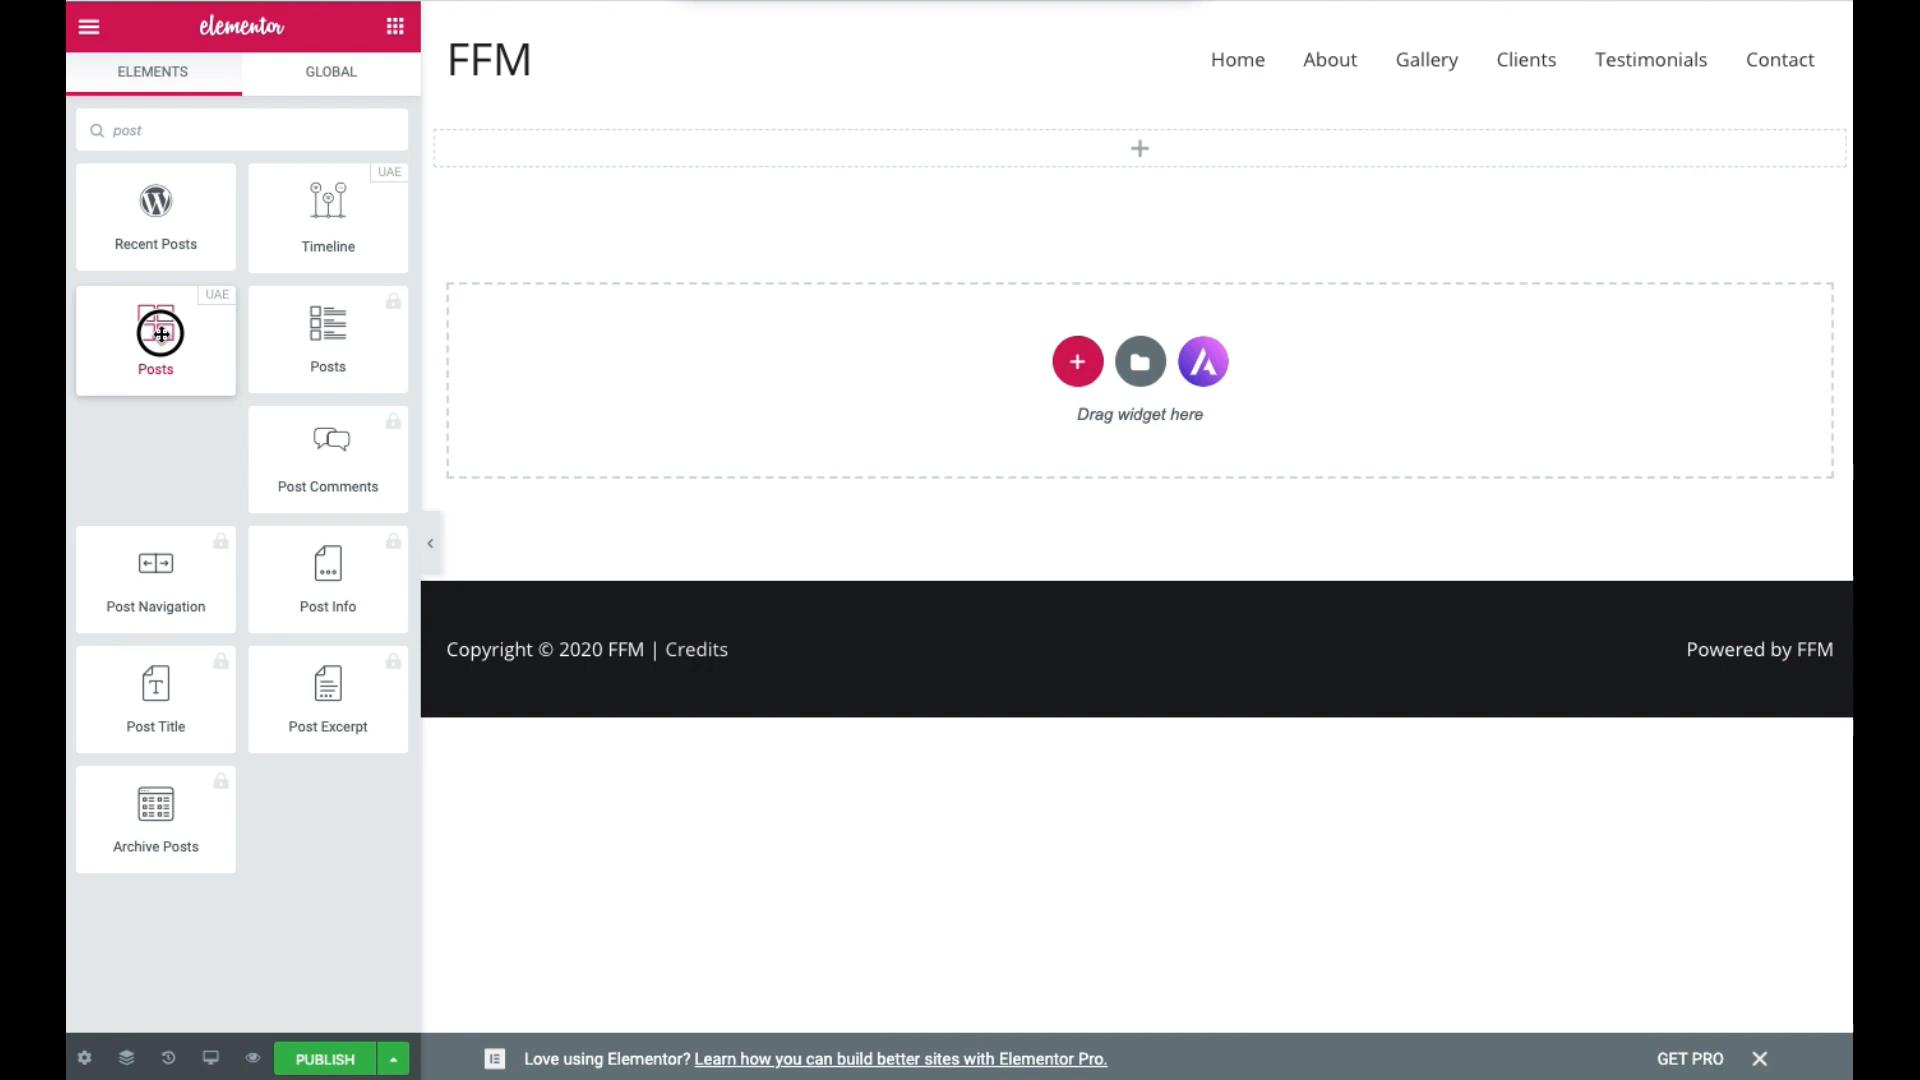 elementor
ELEMENTS
GLOBAL
post
Recent Posts
UAE
Timeline
UAE
Posts
Posts
Post Comments
Post Navigation
Post Info
Post Title
Post Excerpt
Archive Posts
PUBLISH
FFM
Home
About
Gallery
Clients
Testimonials
Contact
Drag widget here
Copyright © 2020 FFM | Credits
Powered by FFM
Love using Elementor? Learn how you can build better sites with Elementor Pro.
GET PRO